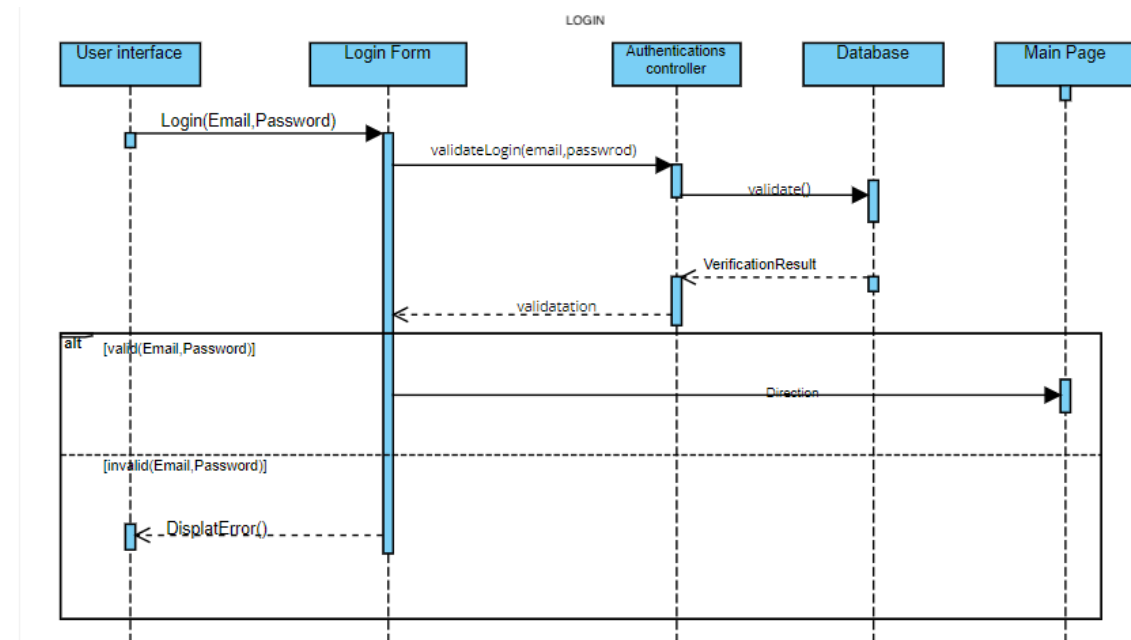 LOGIN
User interface
Login Form
Authentications
controller
Database
Main Page
Login(Email,Password)
validateLogin(email,passwrod)
validate()
VerificationResult
validatation
alt
[valid(Email,Password)]
Direction
[invalid(Email,Password)]
DisplatError()